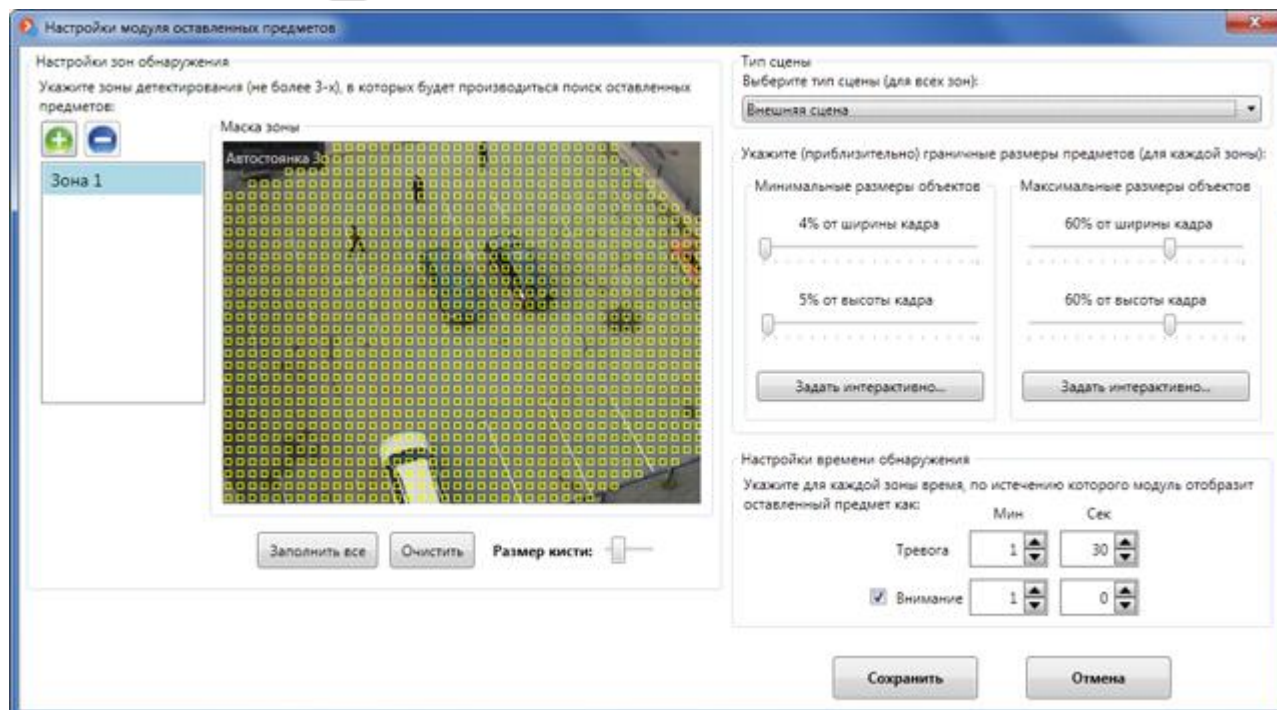 Настройки модуля оставленных предметов
Настройки зон обнаружения
Укажите зоны детектирования (не более 3-х), в которых будет производиться поиск оставленных
предметов:
Маска зоны
Зона 1
Автостоянка
Заполнить все
Очистить
Размер кисти:
Тип сцены
Выберите тип сцены (для всех зон):
Внешняя сцена
Укажите (приблизительно) граничные размеры предметов (для каждой зоны):
Минимальные размеры объектов
4% от ширины кадра
5% от высоты кадра
Задать интерактивно...
Максимальные размеры объектов
60% от ширины кадра
60% от высоты кадра
Задать интерактивно...
Настройки времени обнаружения
Укажите для каждой зоны время, по истечению которого модуль отобразит
оставленный предмет как:
Мин Сек
Тревога 1 30
Внимание 1 0
Сохранить
Отмена